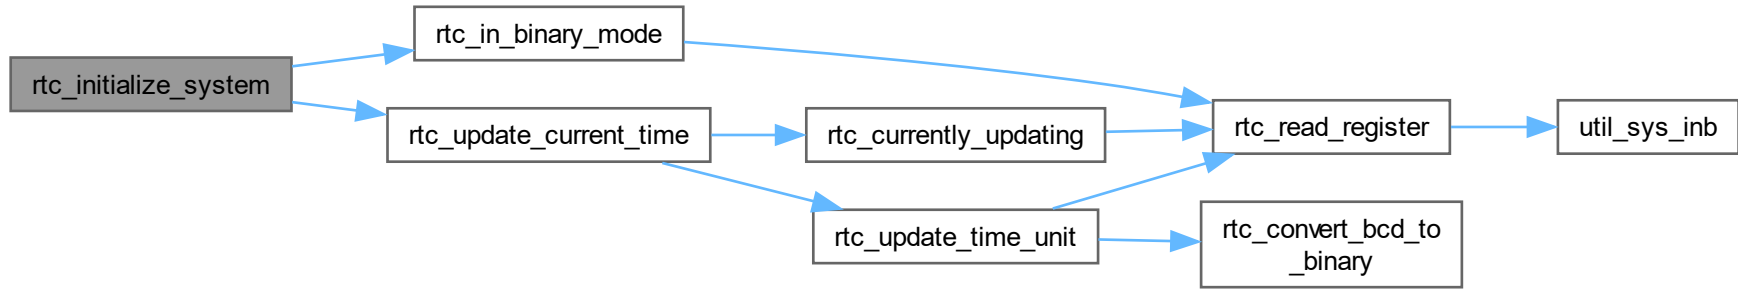 rtc_initialize_system
rtc_in_binary_mode
rtc_update_current_time
rtc_currently_updating
rtc_update_time_unit
rtc_read_register
rtc_convert_bcd_to
_binary
util_sys_inb